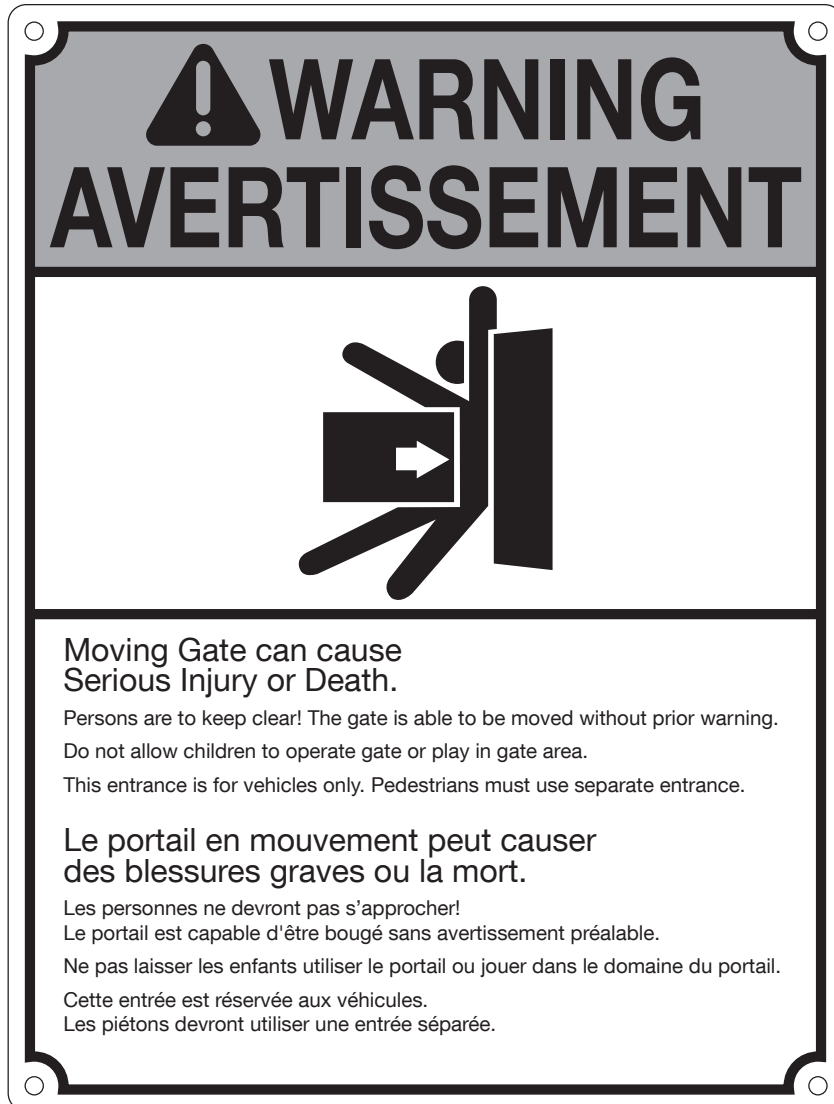 WARNING
AVERTISSEMENT
Moving Gate can cause
Serious Injury or Death.
Persons are to keep clear! The gate is able to be moved without prior warning.
Do not allow children to operate gate or play in gate area.
This entrance is for vehicles only. Pedestrians must use separate entrance.
Le portail en mouvement peut causer
des blessures graves ou la mort.
Les personnes ne devront pas s’approcher!
Le portail est capable d'être bougé sans avertissement préalable.
Ne pas laisser les enfants utiliser le portail ou jouer dans le domaine du portail.
Cette entrée est réservée aux véhicules.
Les piétons devront utiliser une entrée séparée.